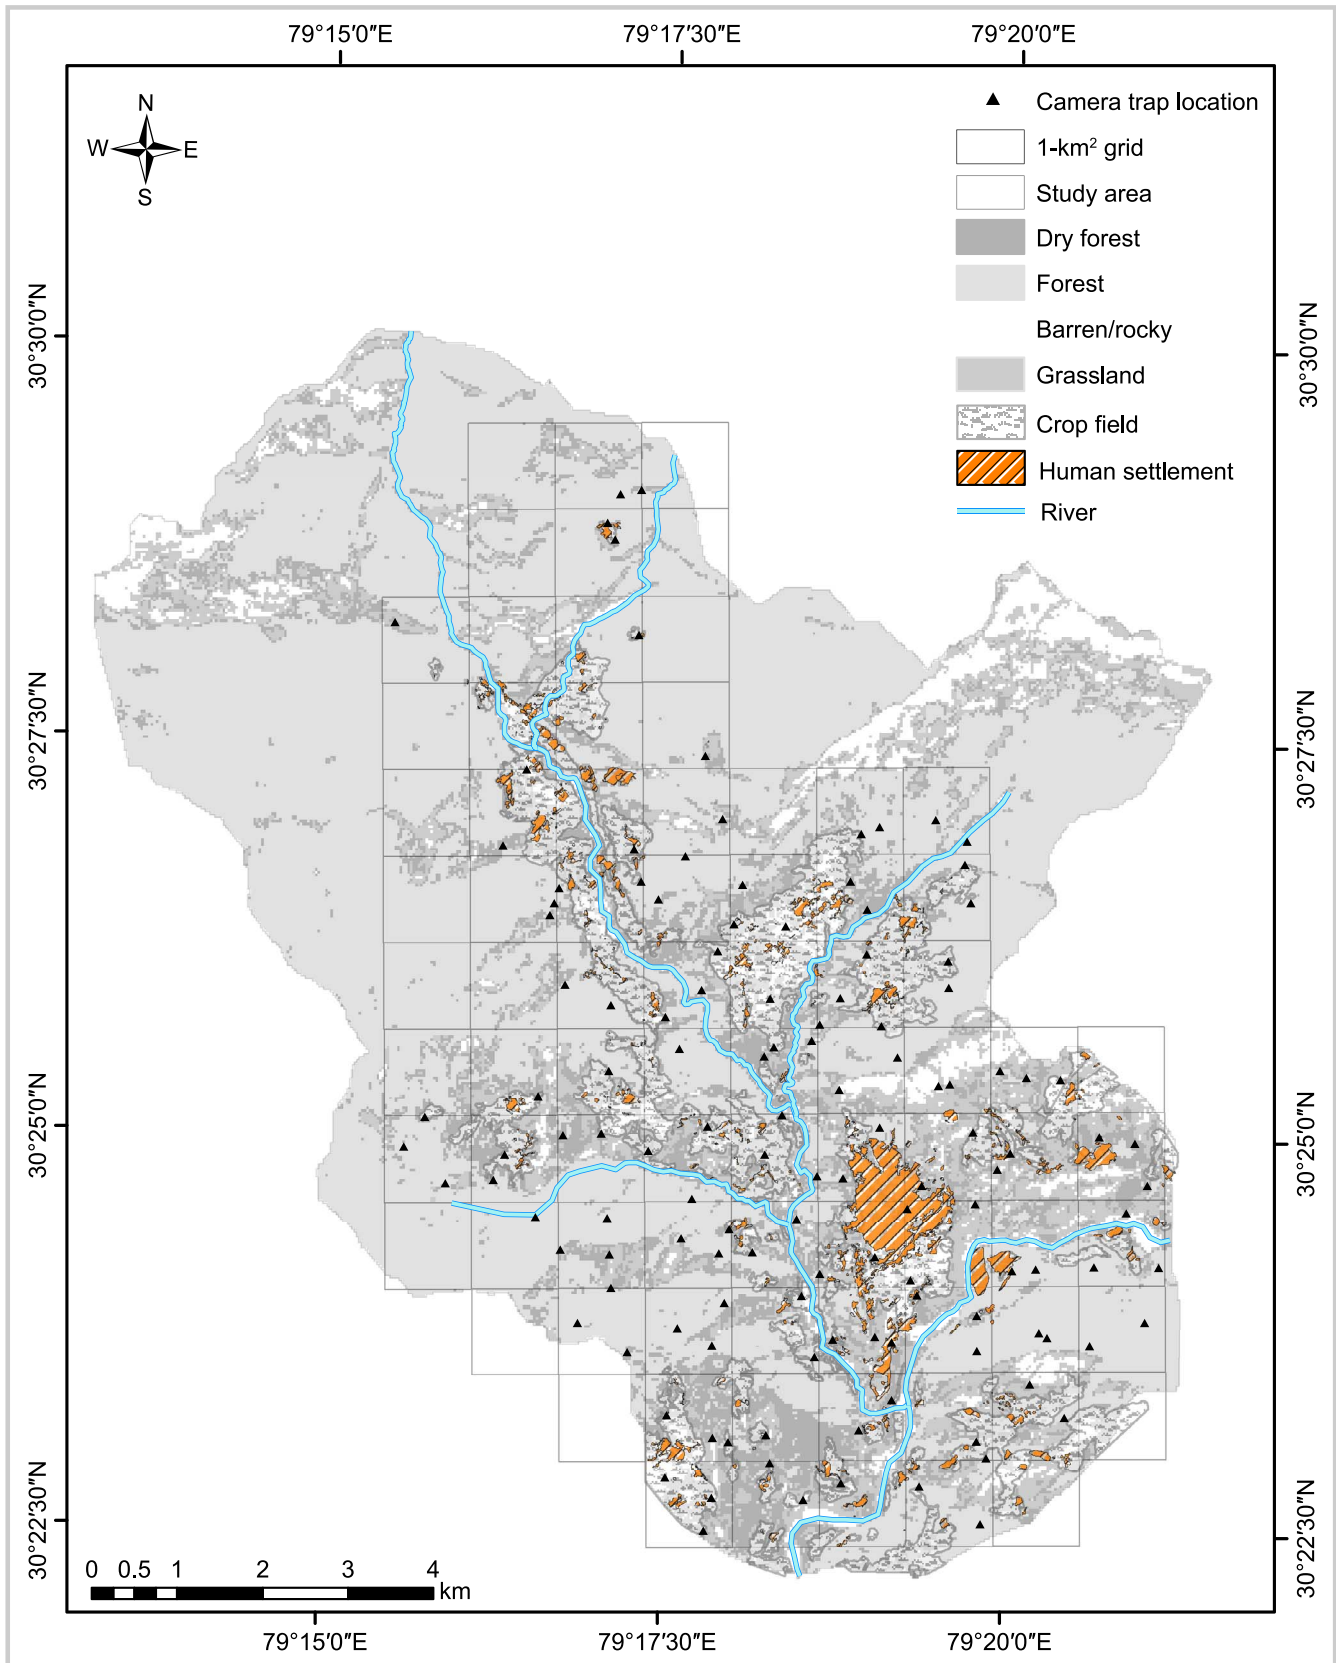 79°15′0″E
79°17′30″E
79°20′0″E
N
W
E
S
Camera trap location
1-km² grid
Study area
Dry forest
Forest
Barren/rocky
Grassland
Crop field
Human settlement
River
30°30′0″N
30°30′0″N
30°27′30″N
30°27′30″N
30°25′0″N
30°25′0″N
30°22′30″N
30°22′30″N
0 0.5 1 2 3 4
km
79°15′0″E
79°17′30″E
79°20′0″E